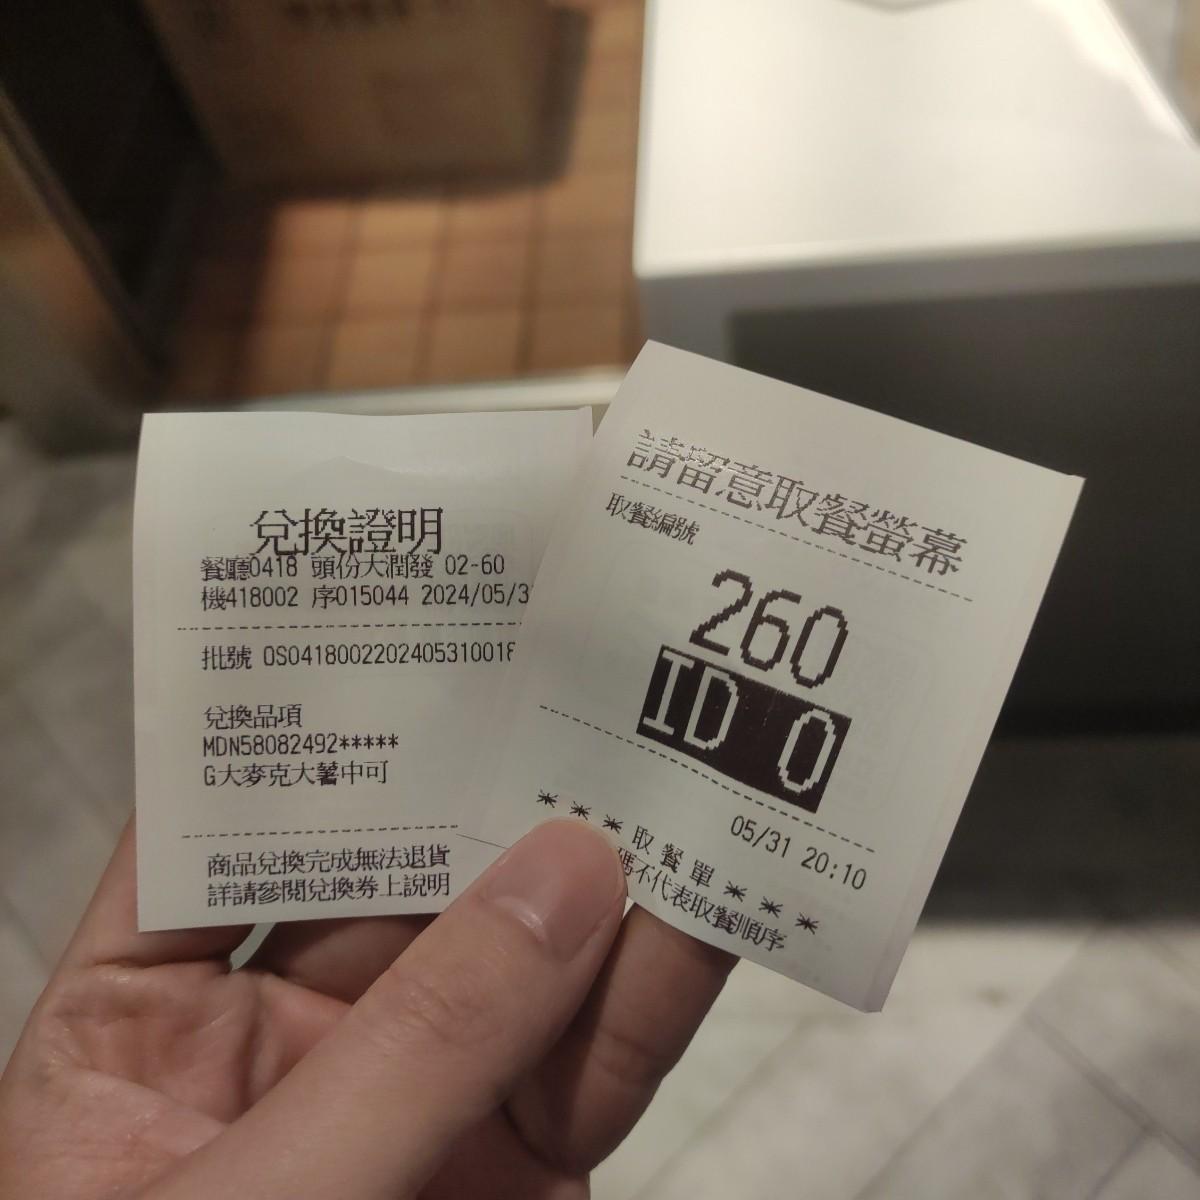 兌換證明
餐廳0418 頭份大潤發 02-60
機418002 序015044 2024/05/3
批號 OS0418002202405310018
兌換品項
MDN58082492*****
G大麥克大薯中可
商品兌換完成無法退貨
詳請參閱兌換券上說明
請留意取餐螢幕
取餐編號
260
ID 0
05/31 20:10
＊＊＊取餐單＊＊＊
碼不代表取餐順序